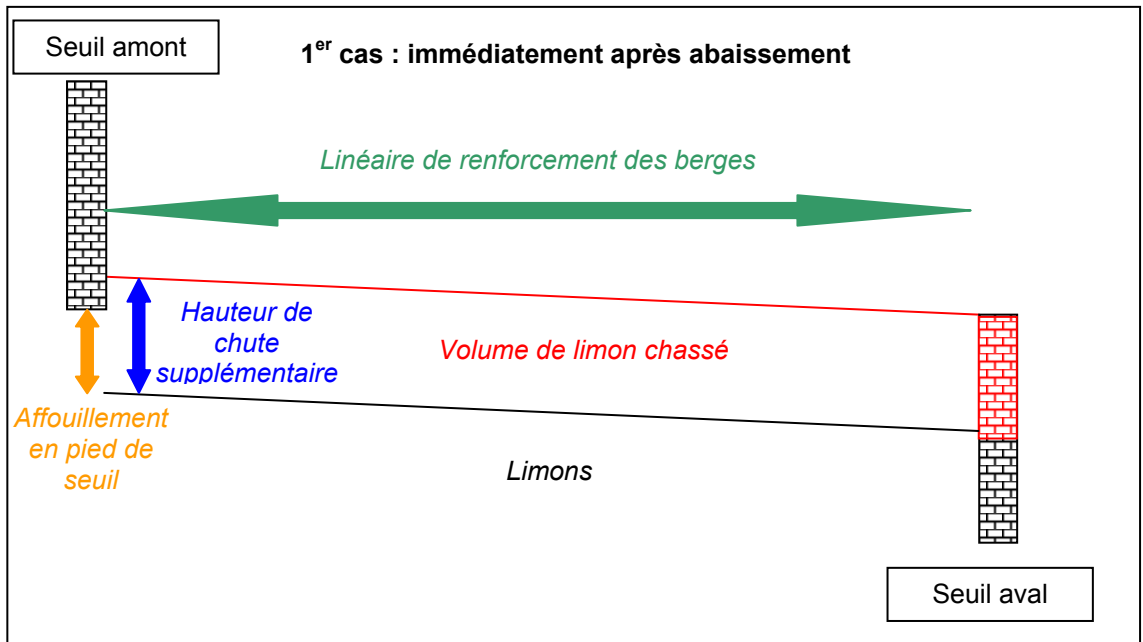 Seuil amont
1er cas : immédiatement après abaissement
Linéaire de renforcement des berges
Hauteur de
chute
supplémentaire
Volume de limon chassé
Affouillement
en pied de
seuil
Limons
Seuil aval